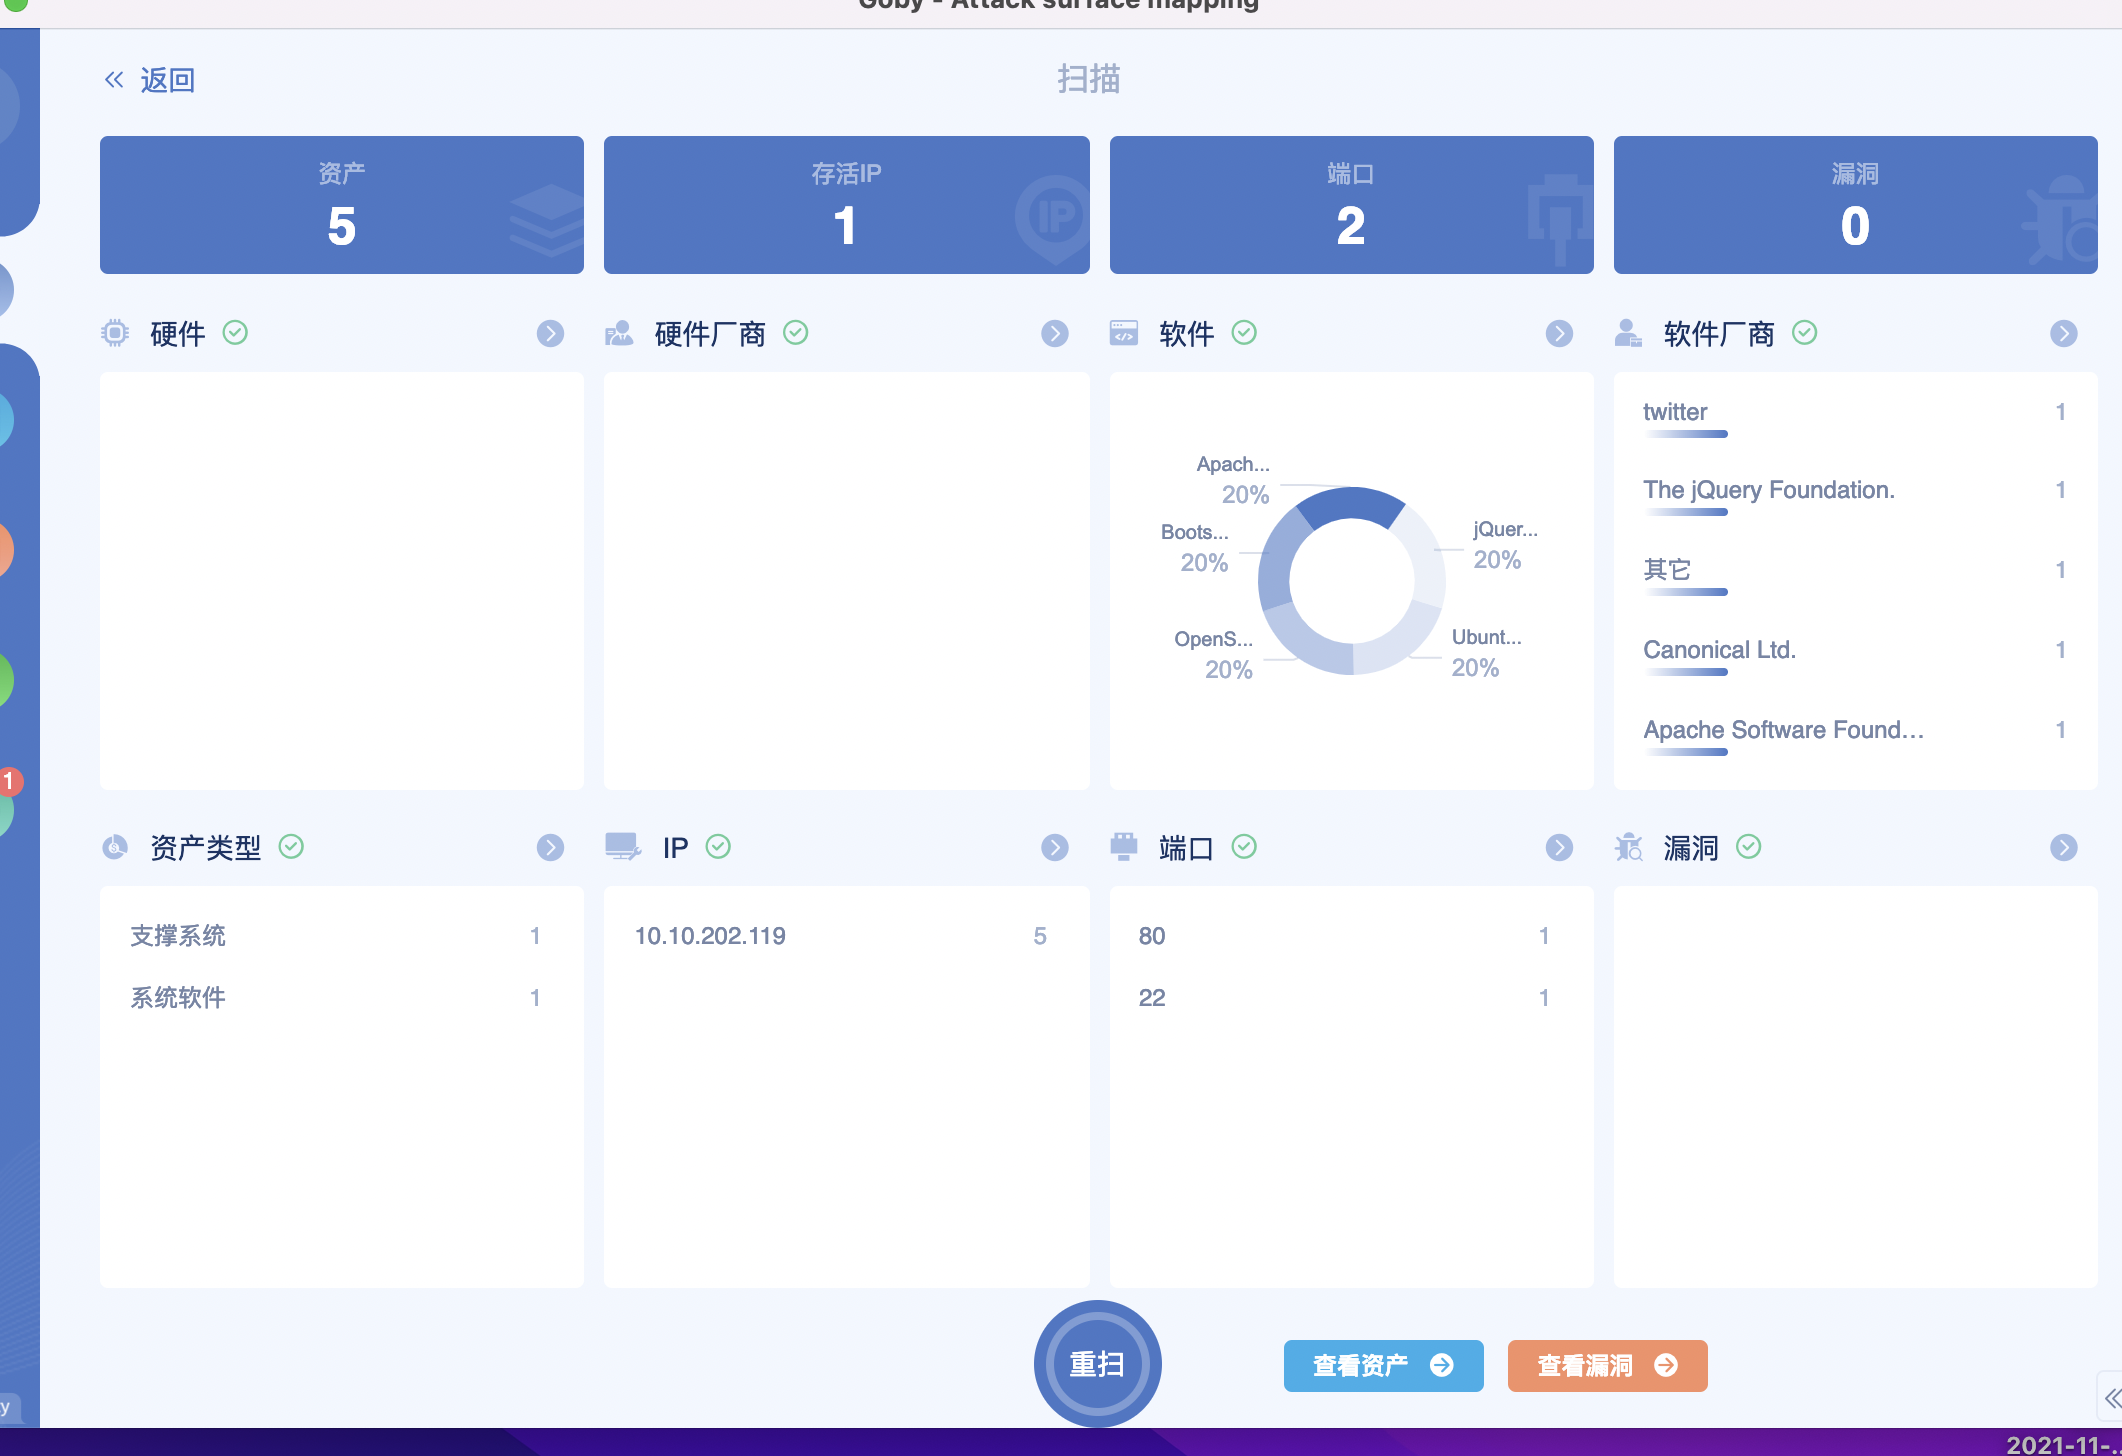 Goby - Attack surface mapping
返回
扫描
资产
5
存活IP
1
端口
2
漏洞
0
硬件
硬件厂商
软件
软件厂商
Apach...
20%
Boots...
20%
OpenS...
20%
jQuer...
20%
Ubunt...
20%
twitter 1
The jQuery Foundation. 1
其它 1
Canonical Ltd. 1
Apache Software Found... 1
1
资产类型
IP
端口
漏洞
支撑系统 1
系统软件 1
10.10.202.119 5
80 1
22 1
重扫
查看资产
查看漏洞
y
2021-11-..